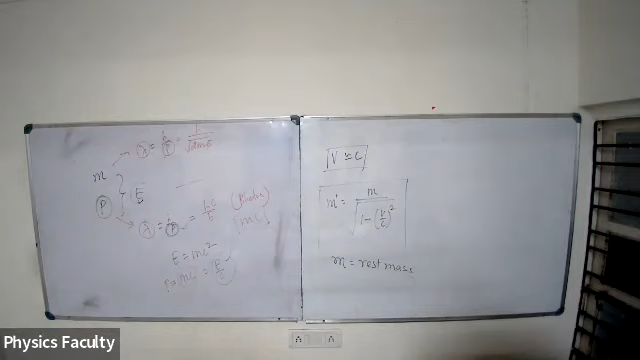 λ = h/P = h/√2mE
m
P
E
λ = h/P = hc/E (Photon)
E = mc²
P = mc = E/c
V ≃ c
m' = m/√1-(v/c)²
m = rest mass
Physics Faculty